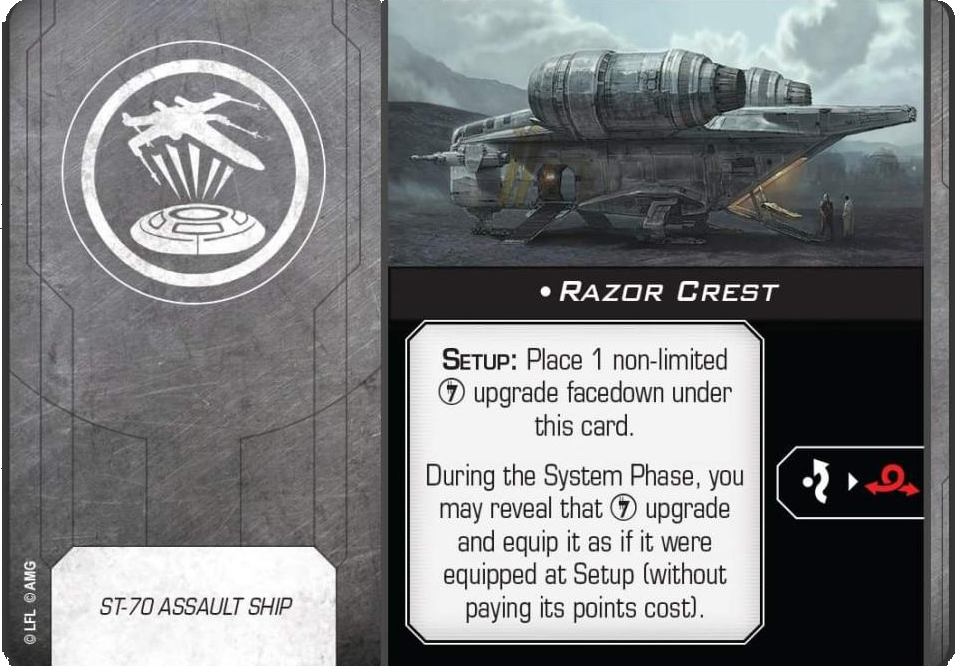 • RAZOR CREST
SETUP: Place 1 non-limited
upgrade facedown under
this card.
During the System Phase, you
may reveal that upgrade
and equip it as if it were
equipped at Setup (without
paying its points cost).
ST-70 ASSAULT SHIP
© LFL © AMG